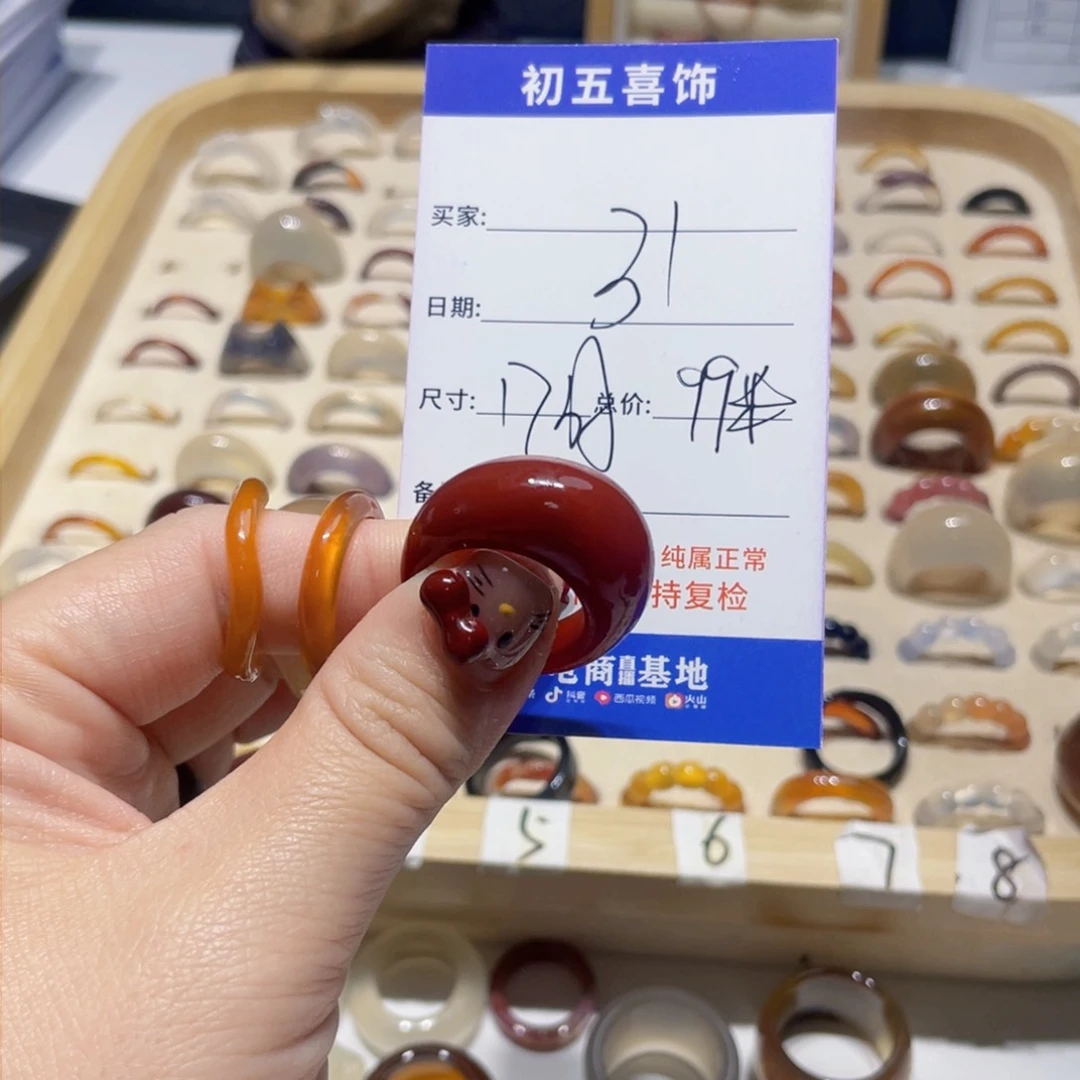 初五喜饰
买家:
31
日期:
尺寸: 17 总价: 99
备
纯属正常
持复检
电商直播基地
抖音 西瓜视频 火山
5 6 7 8